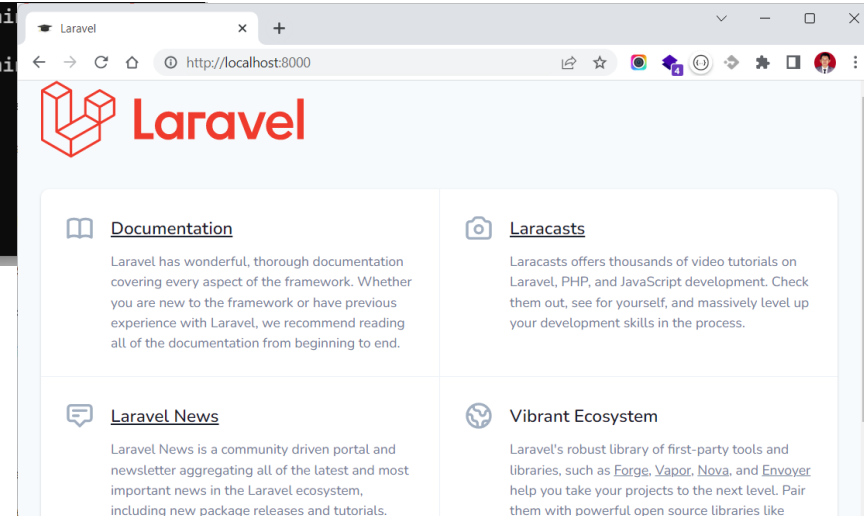 Laravel
http://localhost:8000
4
Laravel
Documentation
Laravel has wonderful, thorough documentation
covering every aspect of the framework. Whether
you are new to the framework or have previous
experience with Laravel, we recommend reading
all of the documentation from beginning to end.
Laracasts
Laracasts offers thousands of video tutorials on
Laravel, PHP, and JavaScript development. Check
them out, see for yourself, and massively level up
your development skills in the process.
Laravel News
Laravel News is a community driven portal and
newsletter aggregating all of the latest and most
important news in the Laravel ecosystem,
including new package releases and tutorials.
Vibrant Ecosystem
Laravel's robust library of first-party tools and
libraries, such as Forge, Vapor, Nova, and Envoyer
help you take your projects to the next level. Pair
them with powerful open source libraries like